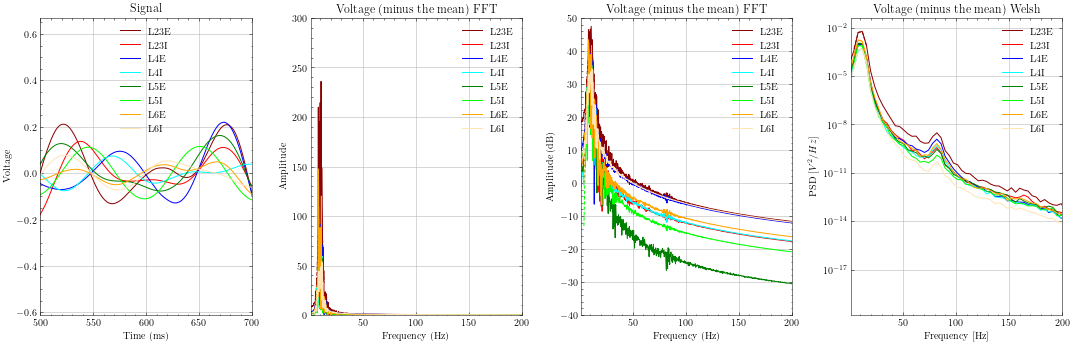 Signal
Voltage
0.6
0.4
0.2
0.0
−0.2
−0.4
−0.6
500
550
600
650
700
Time (ms)
L23E
L23I
L4E
L4I
L5E
L5I
L6E
L6I
Voltage (minus the mean) FFT
Amplitude
300
250
200
150
100
50
0
50
100
150
200
Frequency (Hz)
L23E
L23I
L4E
L4I
L5E
L5I
L6E
L6I
Voltage (minus the mean) FFT
Amplitude (dB)
50
40
30
20
10
0
−10
−20
−30
−40
50
100
150
200
Frequency (Hz)
L23E
L23I
L4E
L4I
L5E
L5I
L6E
L6I
Voltage (minus the mean) Welsh
PSD [V**2/Hz]
10⁻²
10⁻⁵
10⁻⁸
10⁻¹¹
10⁻¹⁴
10⁻¹⁷
50
100
150
200
Frequency [Hz]
L23E
L23I
L4E
L4I
L5E
L5I
L6E
L6I